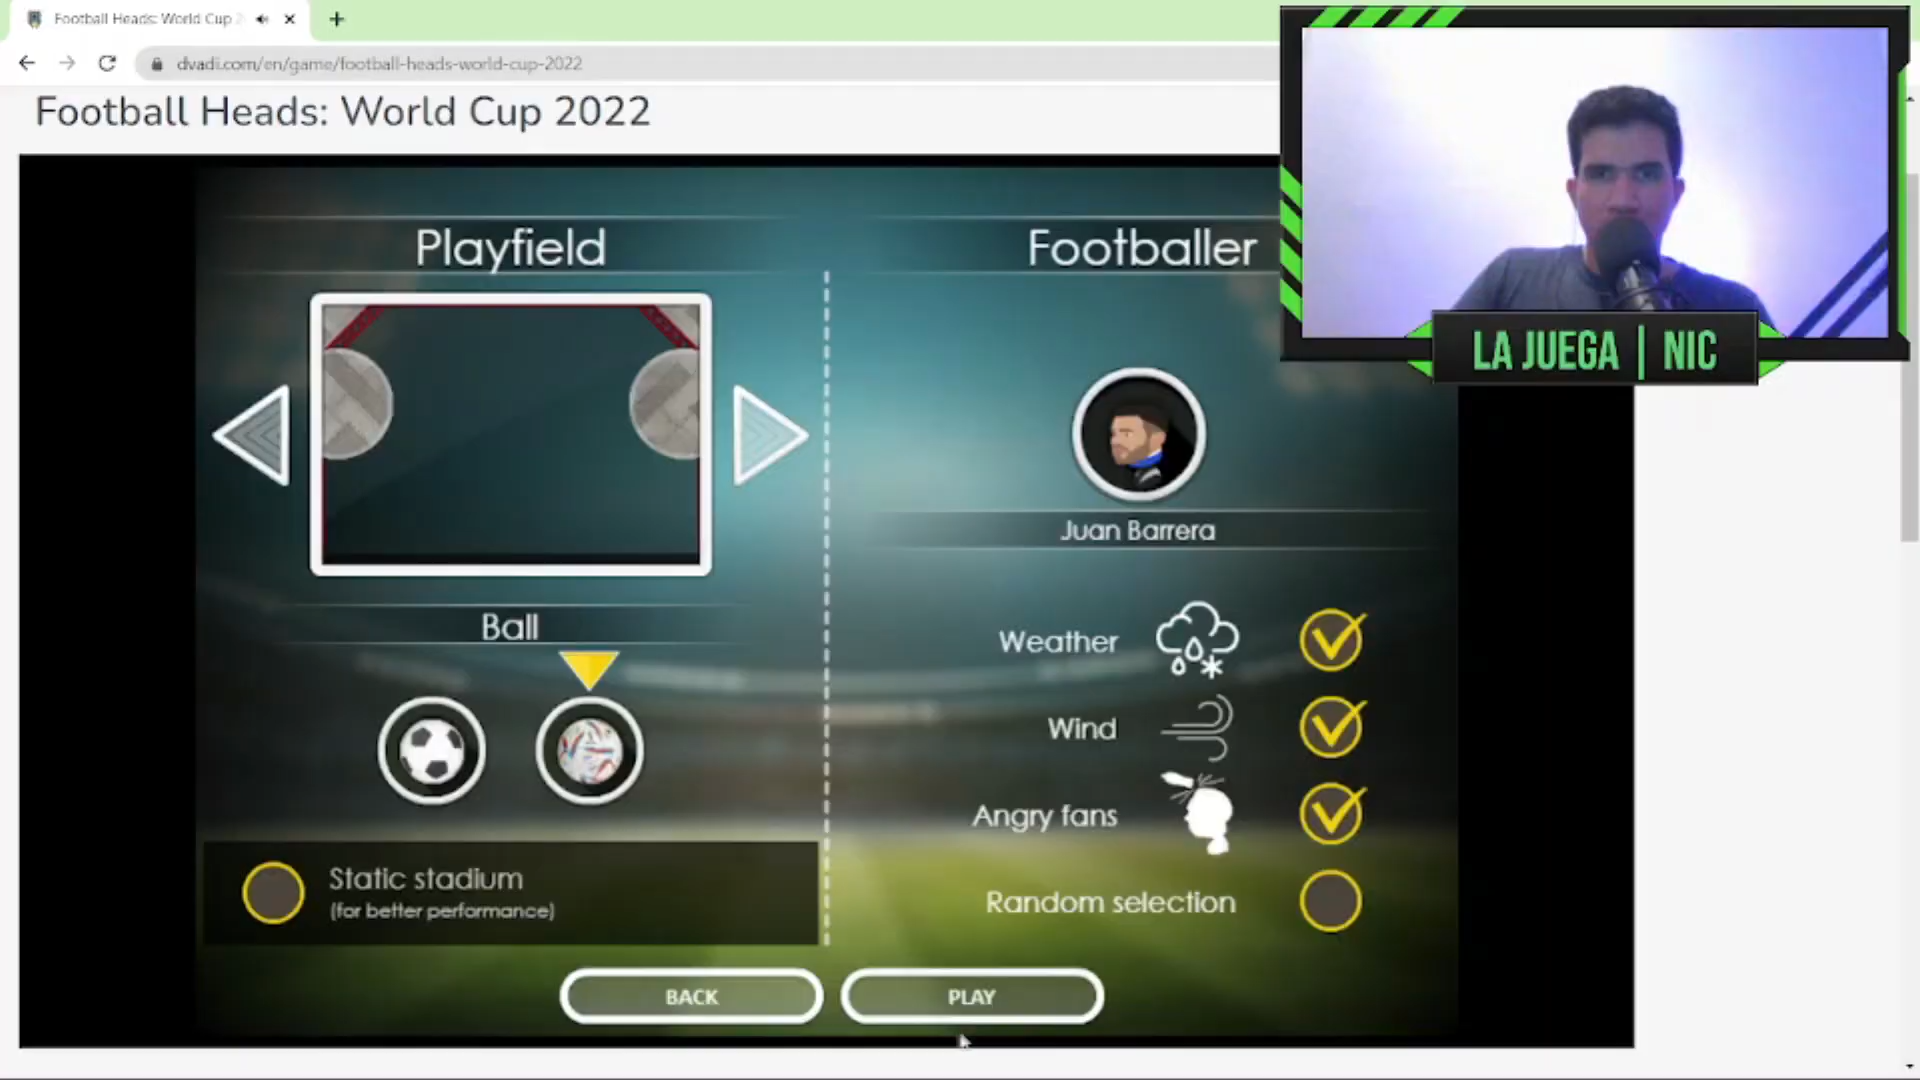 Football Heads: World Cup 2
dvadi.com/en/game/football-heads-world-cup-2022
Football Heads: World Cup 2022
Playfield
Footballer
LA JUEGA | NIC
Juan Barrera
Ball
Weather
Wind
Angry fans
Static stadium
(for better performance)
Random selection
BACK
PLAY